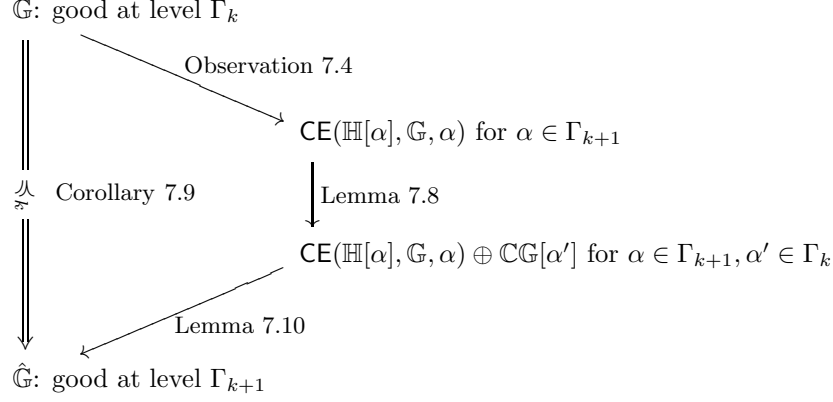 𝔾: good at level Γ_k
Observation 7.4
CE(ℍ[α], 𝔾, α) for α ∈ Γ_{k+1}
⋏_k Corollary 7.9
Lemma 7.8
CE(ℍ[α], 𝔾, α) ⊕ ℂ𝔾[α′] for α ∈ Γ_{k+1}, α′ ∈ Γ_k
Lemma 7.10
𝔾̂: good at level Γ_{k+1}